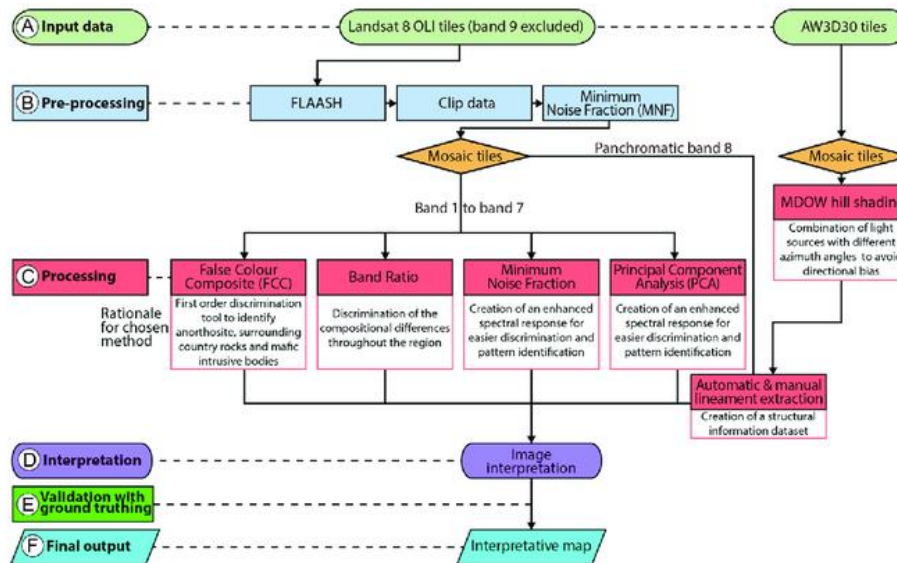 A Input data
Landsat 8 OLI tiles (band 9 excluded)
AW3D30 tiles
B Pre-processing
FLAASH
Clip data
Minimum
Noise Fraction (MNF)
Mosaic tiles
Panchromatic band 8
Mosaic tiles
Band 1 to band 7
MDOW hill shading
Combination of light
sources with different
azimuth angles to avoid
directional bias
C Processing
Rationale
for chosen
method
False Colour
Composite (FCC)
First order discrimination
tool to identify
anorthosite, surrounding
country rocks and mafic
intrusive bodies
Band Ratio
Discrimination of the
compositional differences
throughout the region
Minimum
Noise Fraction
Creation of an enhanced
spectral response for
easier discrimination and
pattern identification
Principal Component
Analysis (PCA)
Creation of an enhanced
spectral response for
easier discrimination and
pattern identification
Automatic & manual
lineament extraction
Creation of a structural
information dataset
D Interpretation
Image
interpretation
E Validation with
ground truthing
F Final output
Interpretative map